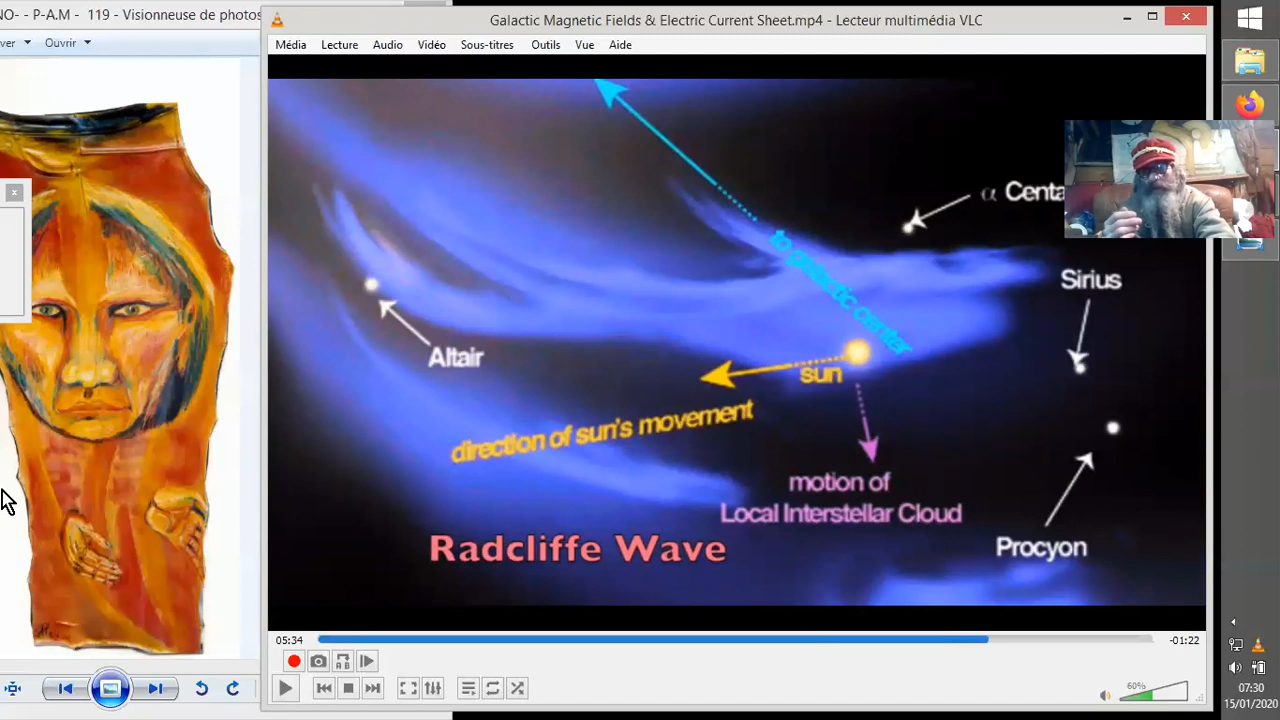 NO- - P-A-M - 119 - Visionneuse de photos
Galactic Magnetic Fields & Electric Current Sheet.mp4 - Lecteur multimédia VLC
Ouvrir
Média Lecture Audio Vidéo Sous-titres Outils Vue Aide
α Centa
to galactic center
Sirius
Altair
sun
direction of sun's movement
motion of
Local Interstellar Cloud
Procyon
Radcliffe Wave
05:34
-01:22
60%
07:30
15/01/2020